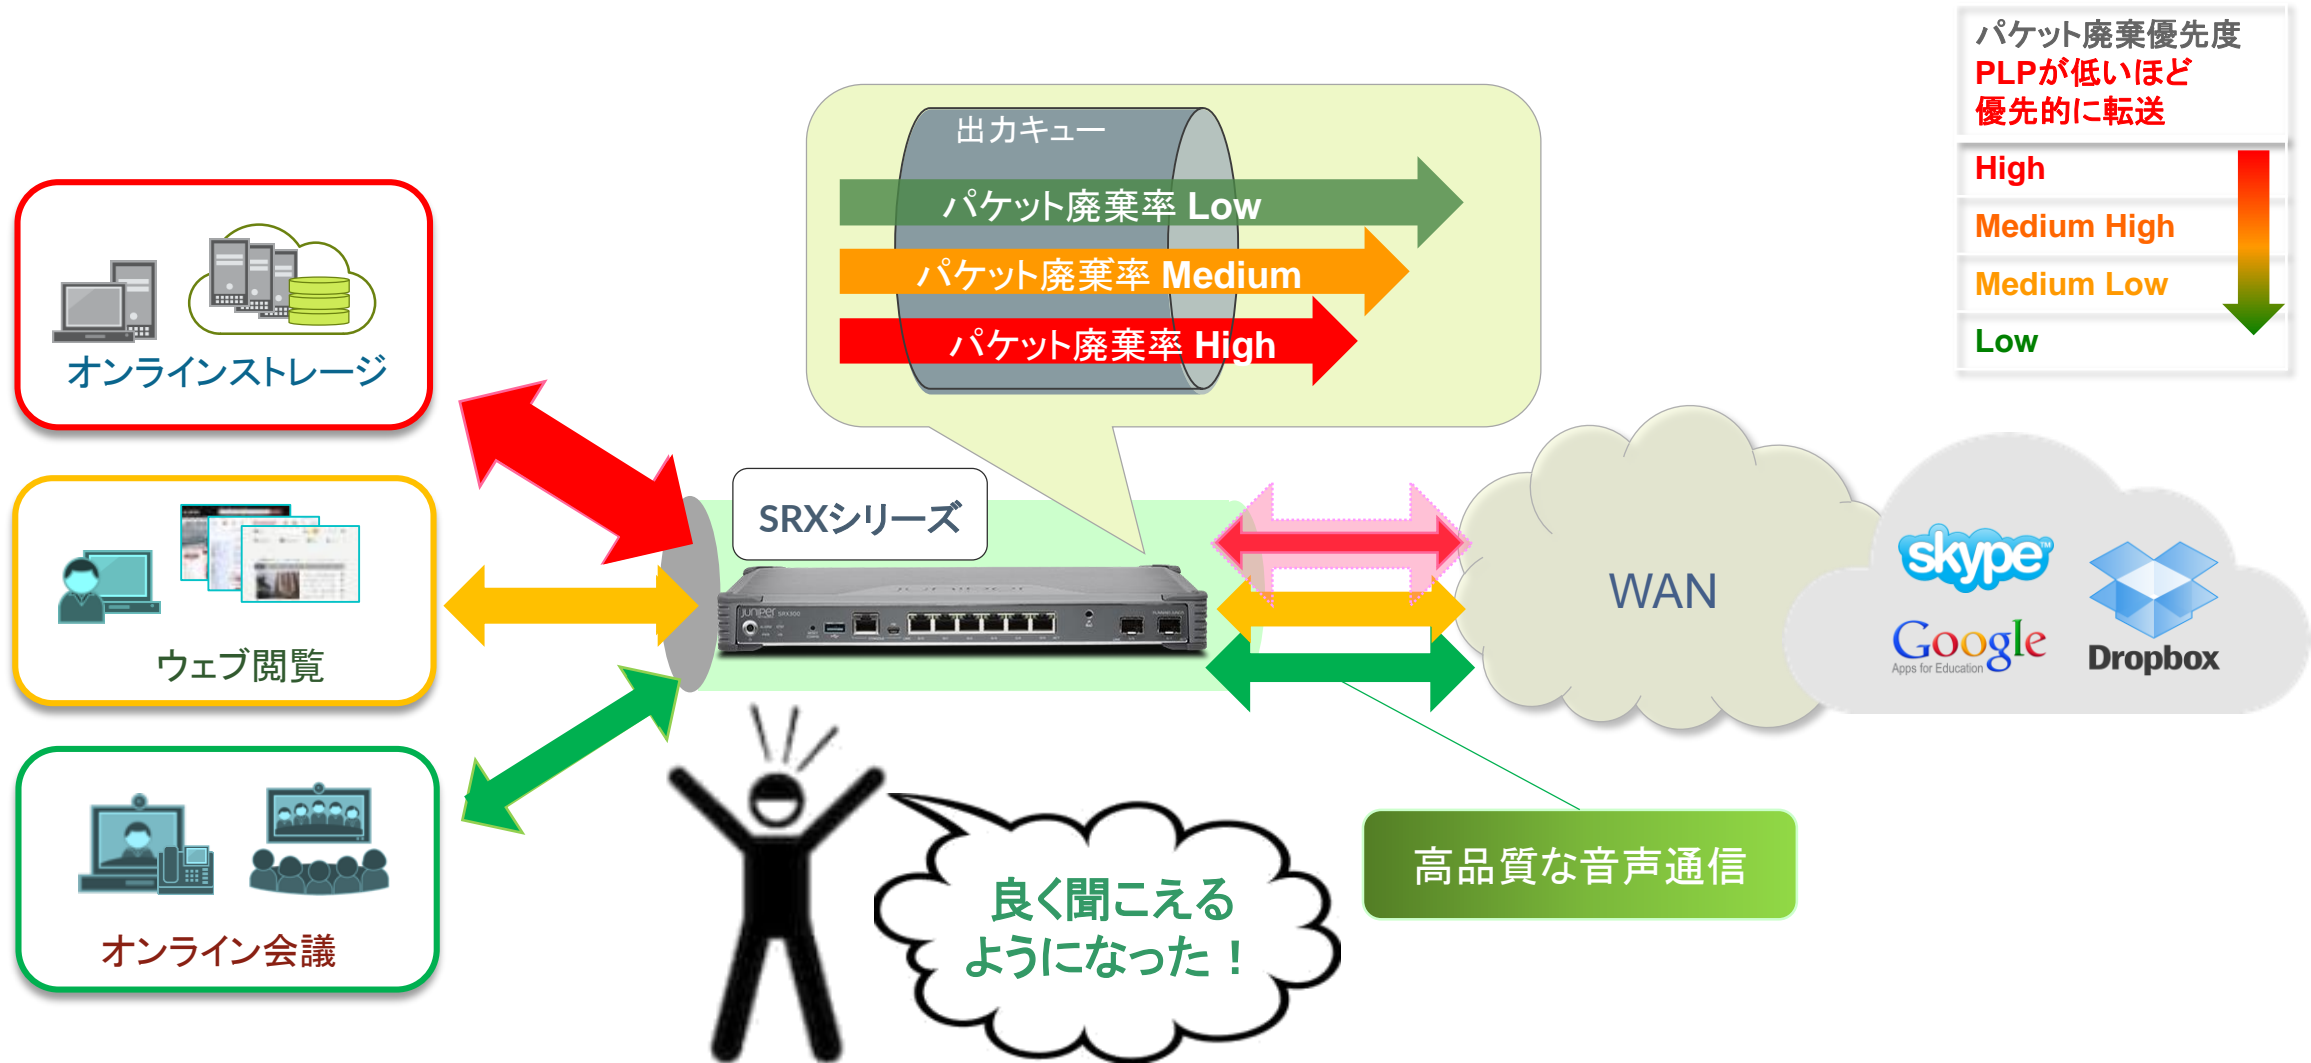 パケット廃棄優先度
PLPが低いほど
優先的に転送
High
Medium High
Medium Low
Low
出力キュー
パケット廃棄率 Low
パケット廃棄率 Medium
パケット廃棄率 High
オンラインストレージ
SRXシリーズ
ウェブ閲覧
juniper SRX300
WAN
skype™
Google
Apps for Education
Dropbox
オンライン会議
良く聞こえる
ようになった！
高品質な音声通信